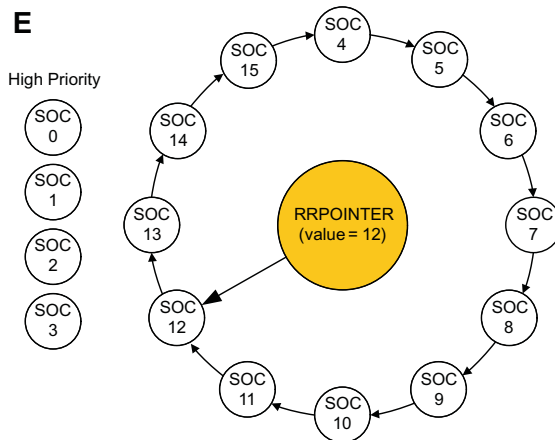 E
High Priority
SOC
0
SOC
1
SOC
2
SOC
3
SOC
4
SOC
5
SOC
6
SOC
7
SOC
8
SOC
9
SOC
10
SOC
11
SOC
12
SOC
13
SOC
14
SOC
15
RRPOINTER
(value = 12)